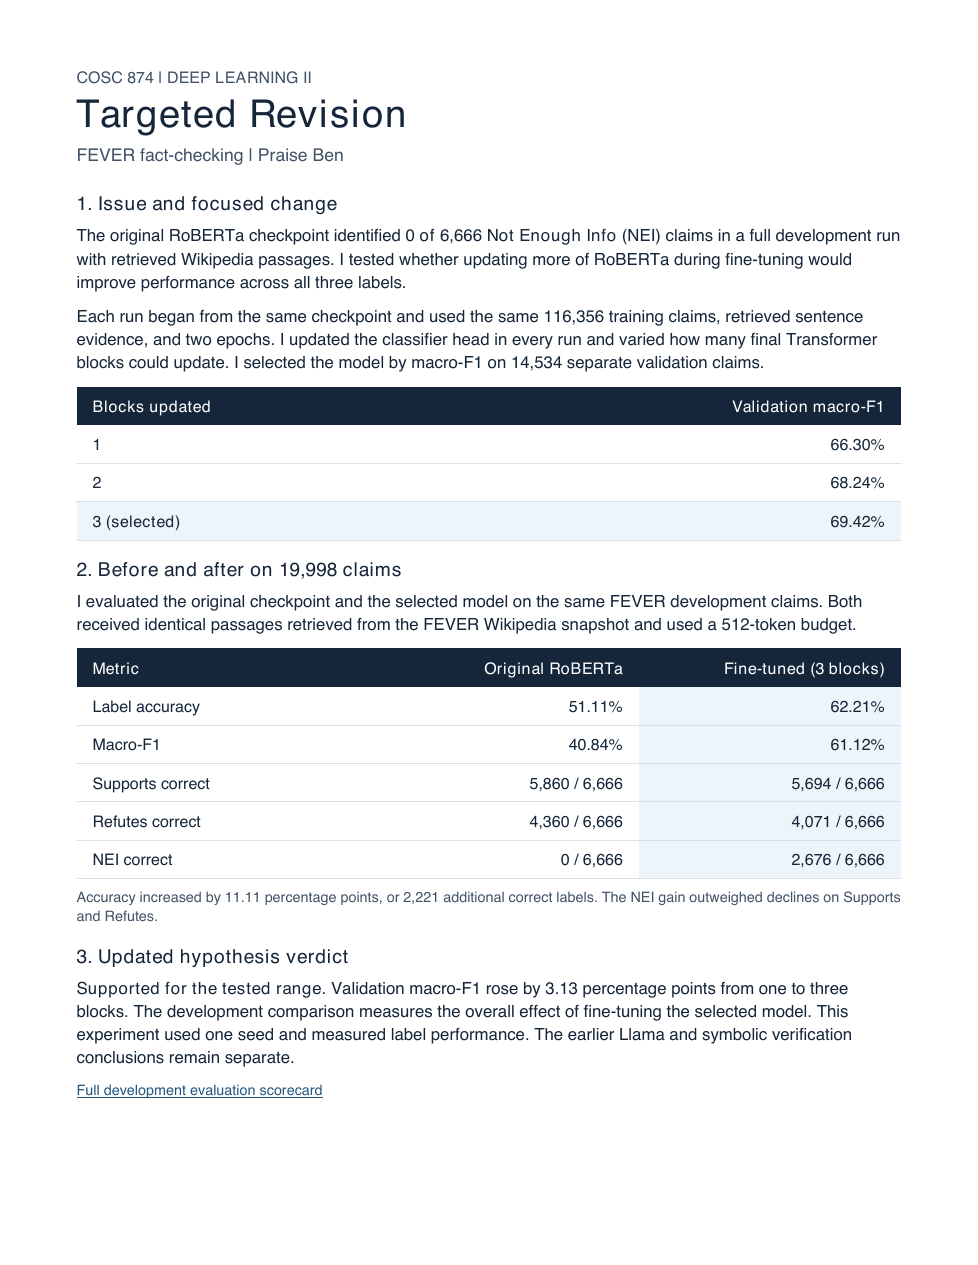 COSC 874 | DEEP LEARNING II
Targeted Revision
FEVER fact-checking | Praise Ben
1. Issue and focused change
The original RoBERTa checkpoint identified 0 of 6,666 Not Enough Info (NEI) claims in a full development run
with retrieved Wikipedia passages. I tested whether updating more of RoBERTa during fine-tuning would
improve performance across all three labels.
Each run began from the same checkpoint and used the same 116,356 training claims, retrieved sentence
evidence, and two epochs. I updated the classifier head in every run and varied how many final Transformer
blocks could update. I selected the model by macro-F1 on 14,534 separate validation claims.
Blocks updated Validation macro-F1
1 66.30%
2 68.24%
3 (selected) 69.42%
2. Before and after on 19,998 claims
I evaluated the original checkpoint and the selected model on the same FEVER development claims. Both
received identical passages retrieved from the FEVER Wikipedia snapshot and used a 512-token budget.
Metric Original RoBERTa Fine-tuned (3 blocks)
Label accuracy 51.11% 62.21%
Macro-F1 40.84% 61.12%
Supports correct 5,860 / 6,666 5,694 / 6,666
Refutes correct 4,360 / 6,666 4,071 / 6,666
NEI correct 0 / 6,666 2,676 / 6,666
Accuracy increased by 11.11 percentage points, or 2,221 additional correct labels. The NEI gain outweighed declines on Supports
and Refutes.
3. Updated hypothesis verdict
Supported for the tested range. Validation macro-F1 rose by 3.13 percentage points from one to three
blocks. The development comparison measures the overall effect of fine-tuning the selected model. This
experiment used one seed and measured label performance. The earlier Llama and symbolic verification
conclusions remain separate.
Full development evaluation scorecard